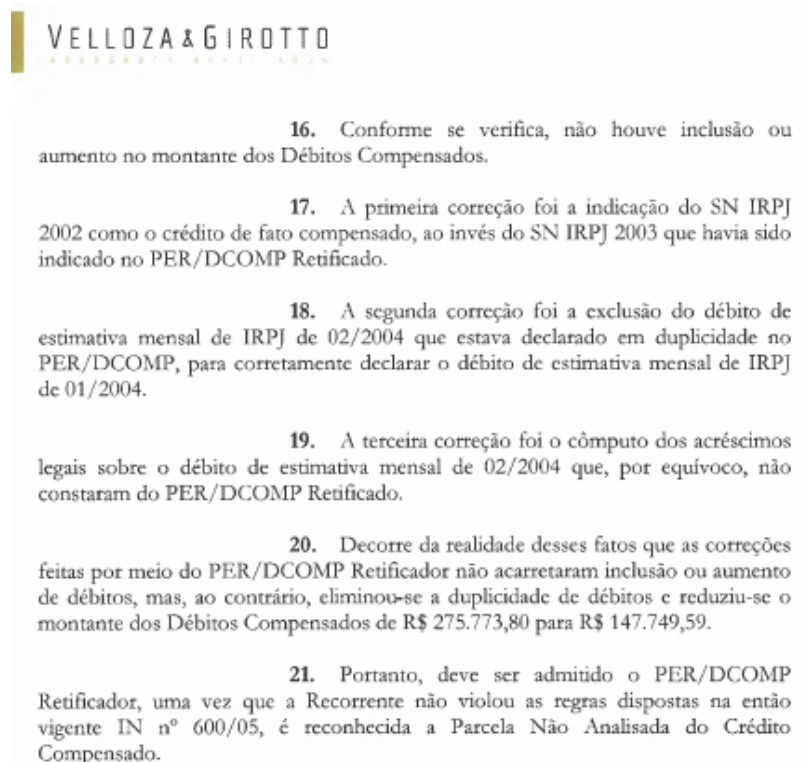 VELLOZA & GIROTTO
16. Conforme se verifica, não houve inclusão ou
aumento no montante dos Débitos Compensados.
17. A primeira correção foi a indicação do SN IRPJ
2002 como o crédito de fato compensado, ao invés do SN IRPJ 2003 que havia sido
indicado no PER/DCOMP Retificado.
18. A segunda correção foi a exclusão do débito de
estimativa mensal de IRPJ de 02/2004 que estava declarado em duplicidade no
PER/DCOMP, para corretamente declarar o débito de estimativa mensal de IRPJ
de 01/2004.
19. A terceira correção foi o cômputo dos acréscimos
legais sobre o débito de estimativa mensal de 02/2004 que, por equívoco, não
constaram do PER/DCOMP Retificado.
20. Decorre da realidade desses fatos que as correções
feitas por meio do PER/DCOMP Retificador não acarretaram inclusão ou aumento
de débitos, mas, ao contrário, eliminou-se a duplicidade de débitos e reduziu-se o
montante dos Débitos Compensados de R$ 275.773,80 para R$ 147.749,59.
21. Portanto, deve ser admitido o PER/DCOMP
Retificador, uma vez que a Recorrente não violou as regras dispostas na então
vigente IN nº 600/05, é reconhecida a Parcela Não Analisada do Crédito
Compensado.